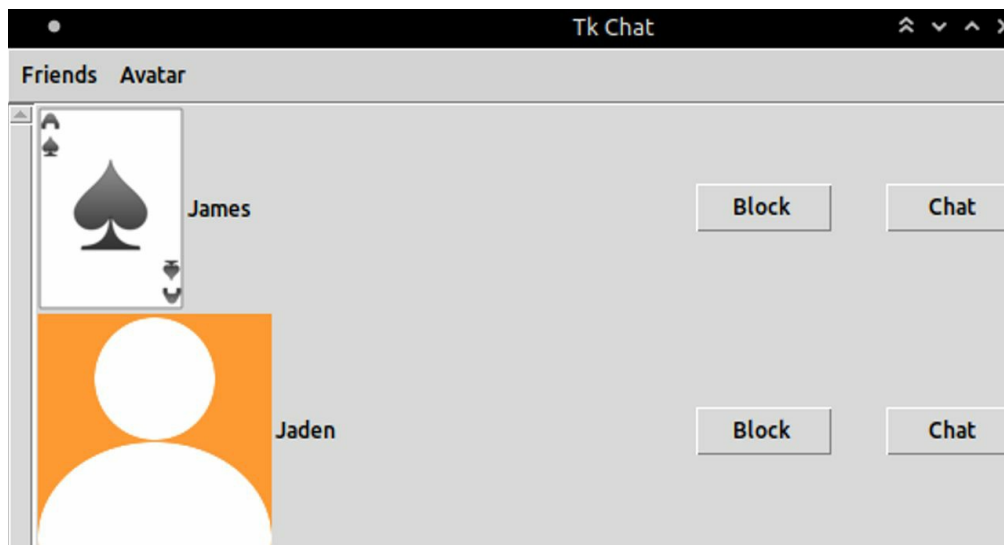 Tk Chat
Friends Avatar
A
James Block Chat
A
Jaden Block Chat